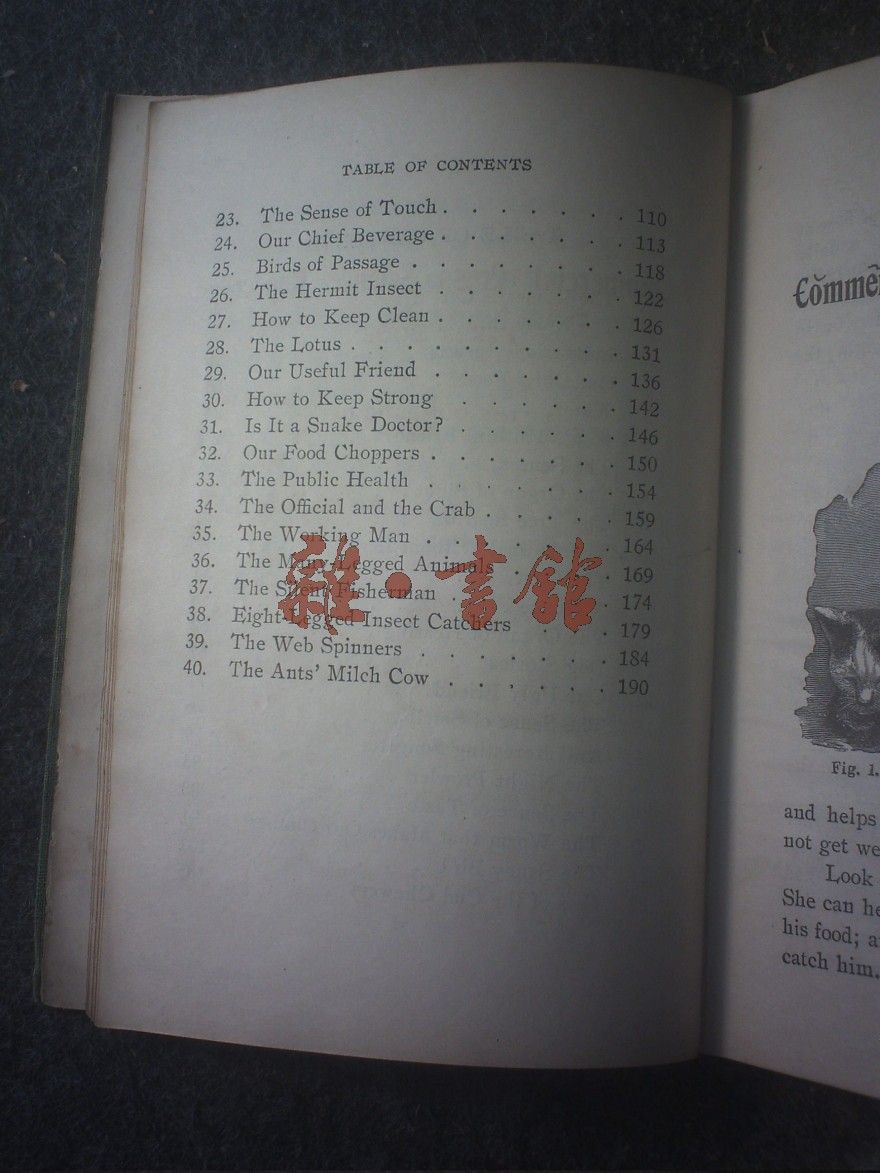 TABLE OF CONTENTS
23. The Sense of Touch . . . . . . . 110
24. Our Chief Beverage . . . . . . . 113
25. Birds of Passage . . . . . . . . 118
26. The Hermit Insect . . . . . . . 122
27. How to Keep Clean . . . . . . . 126
28. The Lotus . . . . . . . . . . 131
29. Our Useful Friend . . . . . . . 136
30. How to Keep Strong . . . . . . 142
31. Is It a Snake Doctor? . . . . . . 146
32. Our Food Choppers . . . . . . . 150
33. The Public Health . . . . . . . 154
34. The Official and the Crab . . . . . 159
35. The Working Man . . . . . . . 164
36. The Many-Legged Animals . . . . 169
37. The Silent Fisherman . . . . . . 174
38. Eight-Legged Insect Catchers . . . 179
39. The Web Spinners . . . . . . . 184
40. The Ants' Milch Cow . . . . . . 190
雜·書館
Fig. 1.
and helps
not get we
Look
She can he
his food; a
catch him.